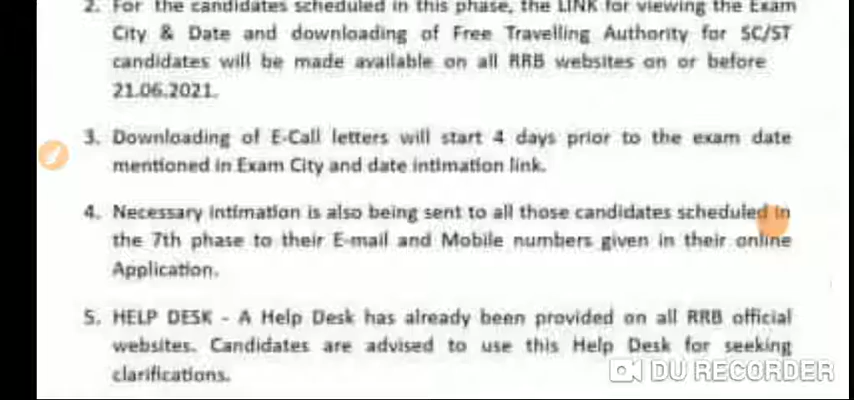 2. For the candidates scheduled in this phase, the LINK for viewing the Exam
City & Date and downloading of Free Travelling Authority for SC/ST
candidates will be made available on all RRB websites on or before
21.06.2021.
3. Downloading of E-Call letters will start 4 days prior to the exam date
mentioned in Exam City and date intimation link.
4. Necessary intimation is also being sent to all those candidates scheduled in
the 7th phase to their E-mail and Mobile numbers given in their online
Application.
5. HELP DESK - A Help Desk has already been provided on all RRB official
websites. Candidates are advised to use this Help Desk for seeking
clarifications.
DU RECORDER